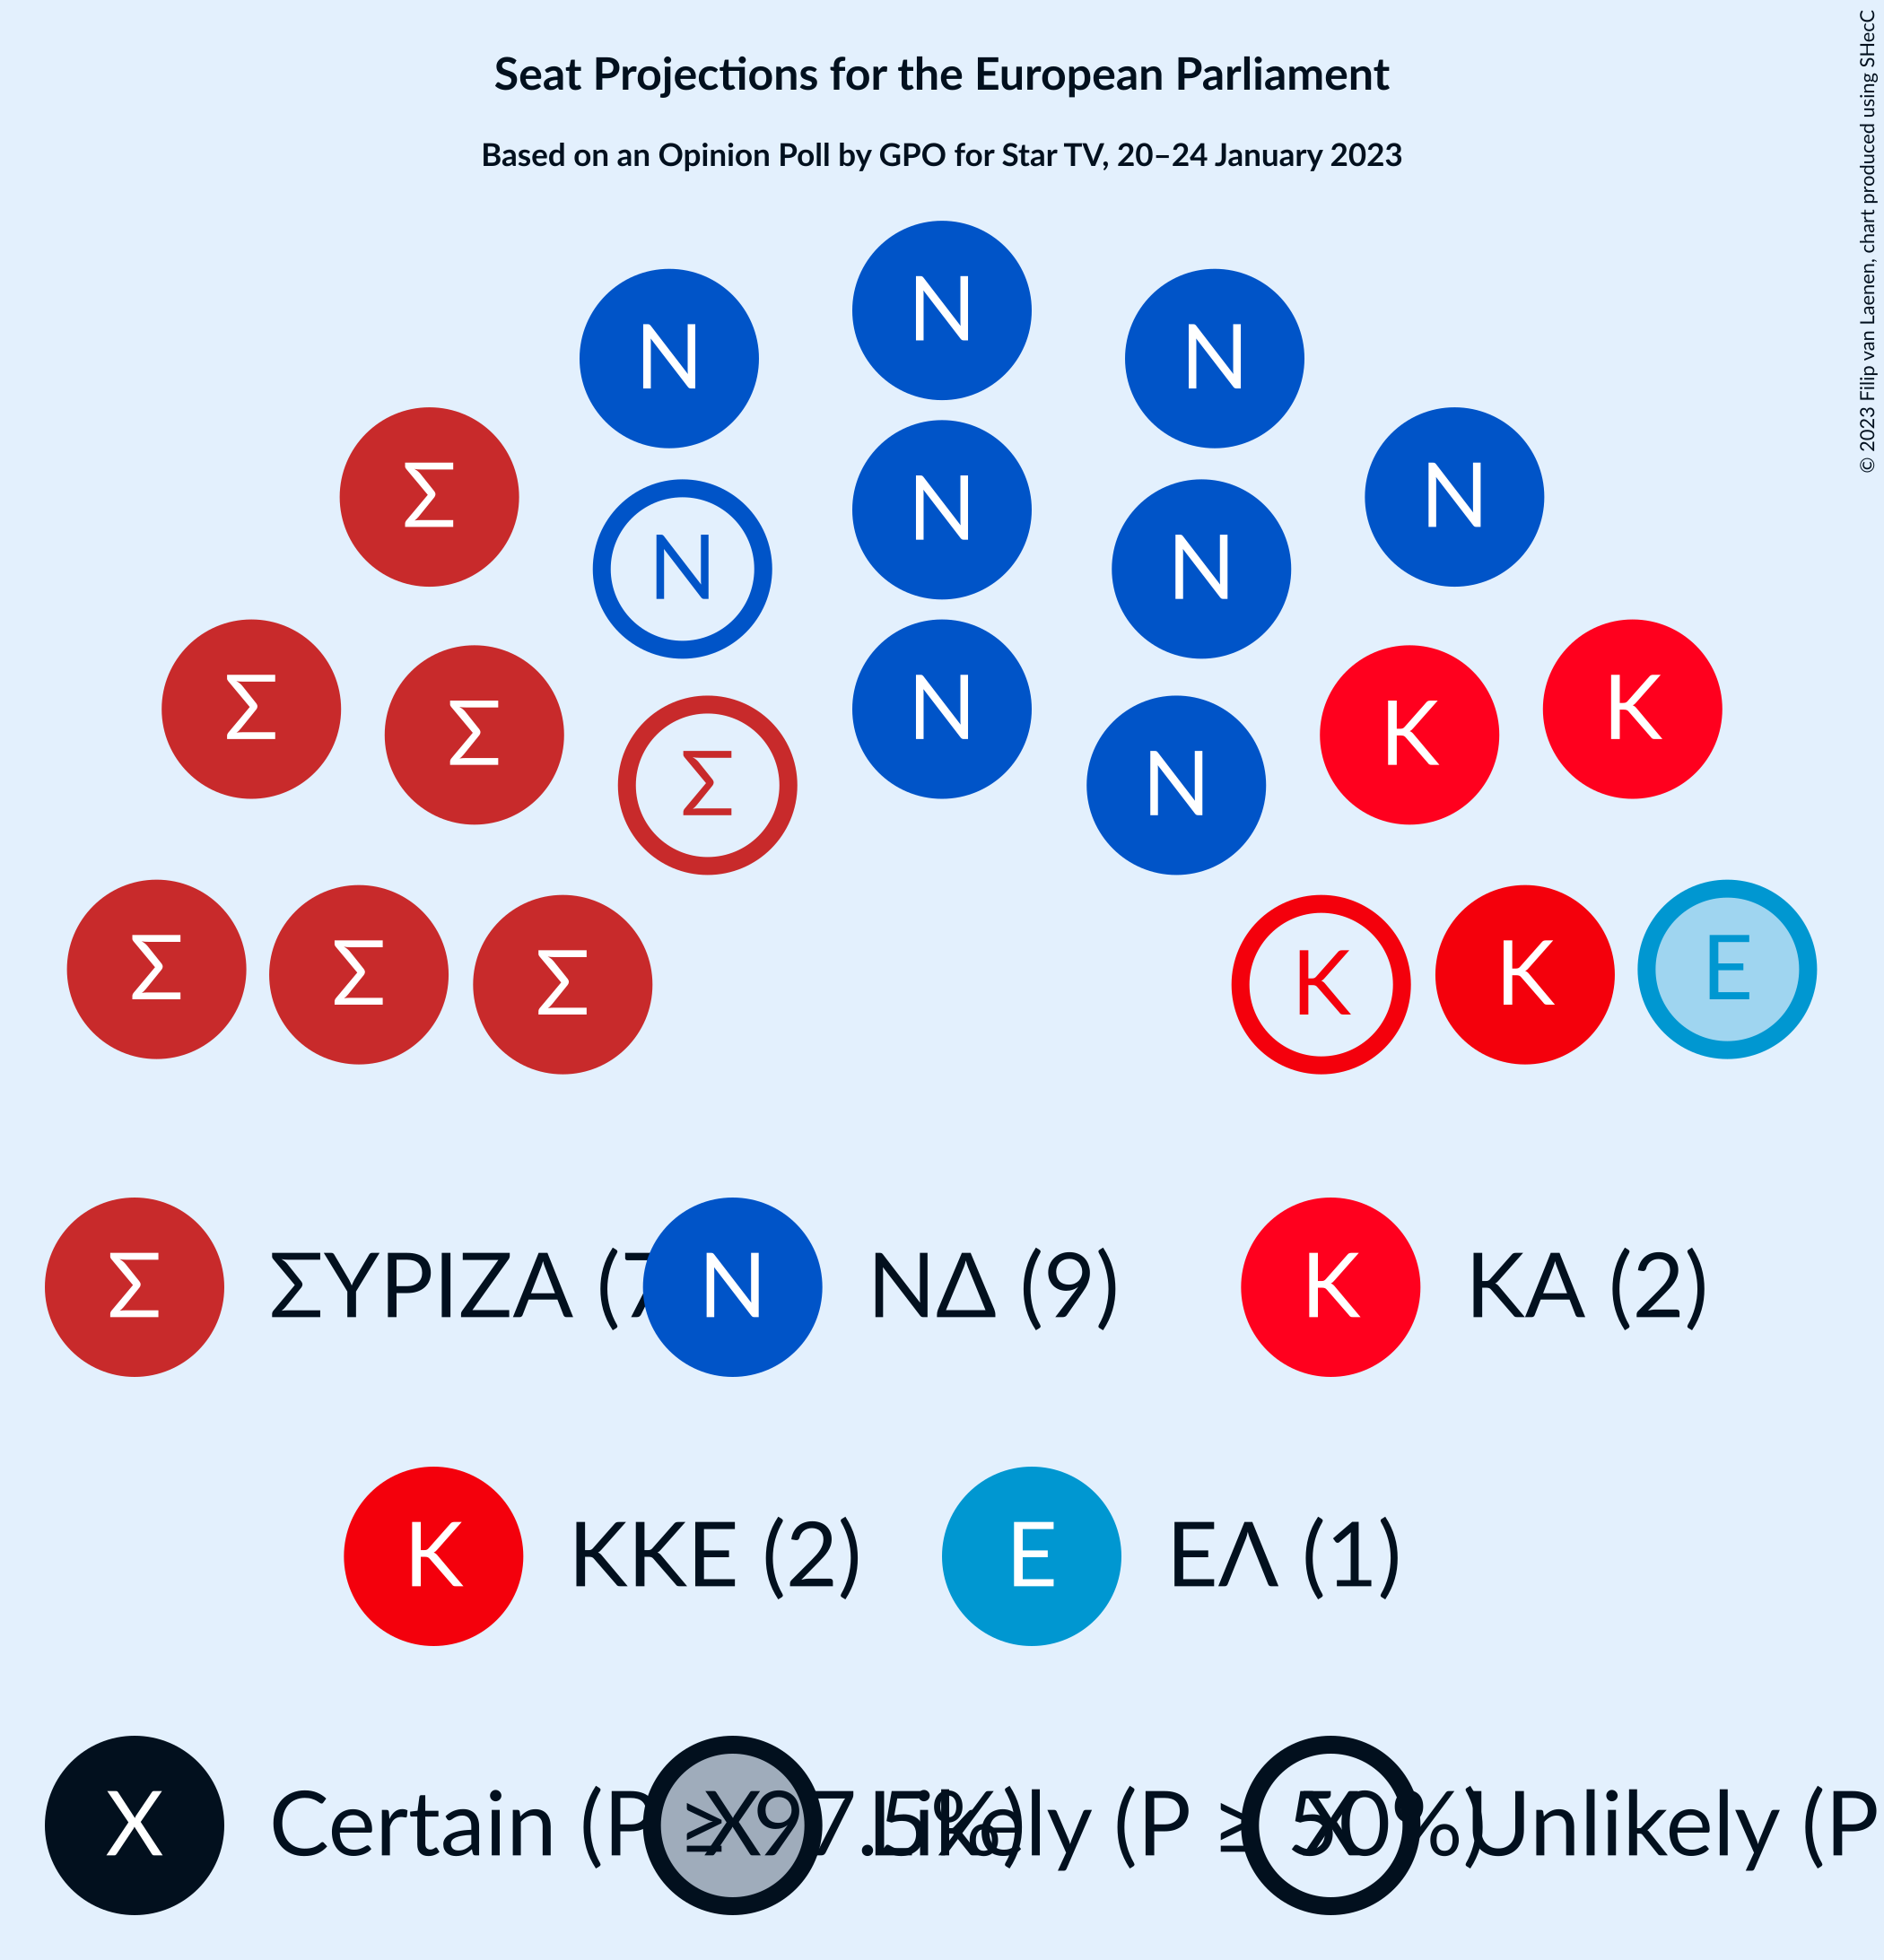 Seat Projections for the European Parliament
Based on an Opinion Poll by GPO for Star TV, 20–24 January 2023
© 2023 Filip van Laenen, chart produced using SHecC
N
N N
Σ N
N N N
Σ K
Σ N K
Σ N
Σ E
Σ K
Σ K
Σ ΣΥΡΙΖΑ (7 N ΝΔ (9) K ΚΑ (2)
K ΚΚΕ (2) E ΕΛ (1)
X Certain (P ≥ 97.5%) X Likely (P ≥ 50%) X Unlikely (P